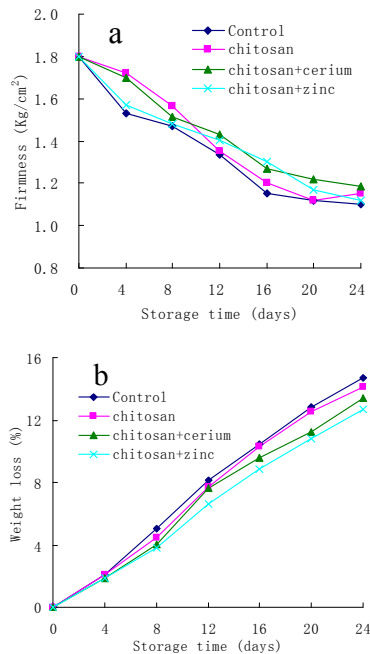 a
Control
chitosan
chitosan+cerium
chitosan+zinc
2.0
1.8
1.6
1.4
1.2
1.0
0.8
Firmness (Kg/cm²)
0 4 8 12 16 20 24
Storage time (days)
b
Control
chitosan
chitosan+cerium
chitosan+zinc
16
12
8
4
0
Weight loss (%)
0 4 8 12 16 20 24
Storage time (days)